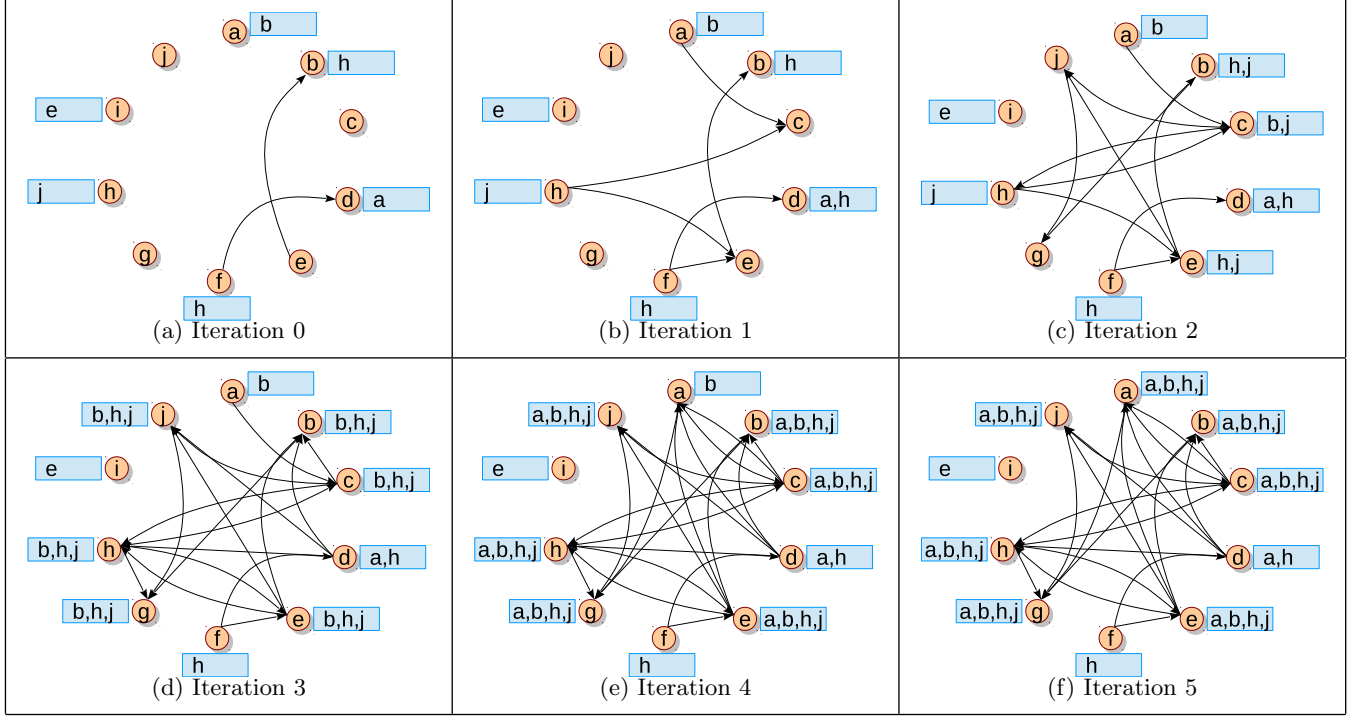 a b
j
b h
e i
c
j h
d a
g
e
f
h
(a) Iteration 0
a b
j
b h
e i
c
j h
d a,h
g
e
f
h
(b) Iteration 1
a b
j
b h,j
e i
c b,j
j h
d a,h
g
e h,j
f
h
(c) Iteration 2
a b
b,h,j j
b b,h,j
e i
c b,h,j
b,h,j h
d a,h
b,h,j g
e b,h,j
f
h
(d) Iteration 3
a b
a,b,h,j j
b a,b,h,j
e i
c a,b,h,j
a,b,h,j h
d a,h
a,b,h,j g
e a,b,h,j
f
h
(e) Iteration 4
a a,b,h,j
a,b,h,j j
b a,b,h,j
e i
c a,b,h,j
a,b,h,j h
d a,h
a,b,h,j g
e a,b,h,j
f
h
(f) Iteration 5